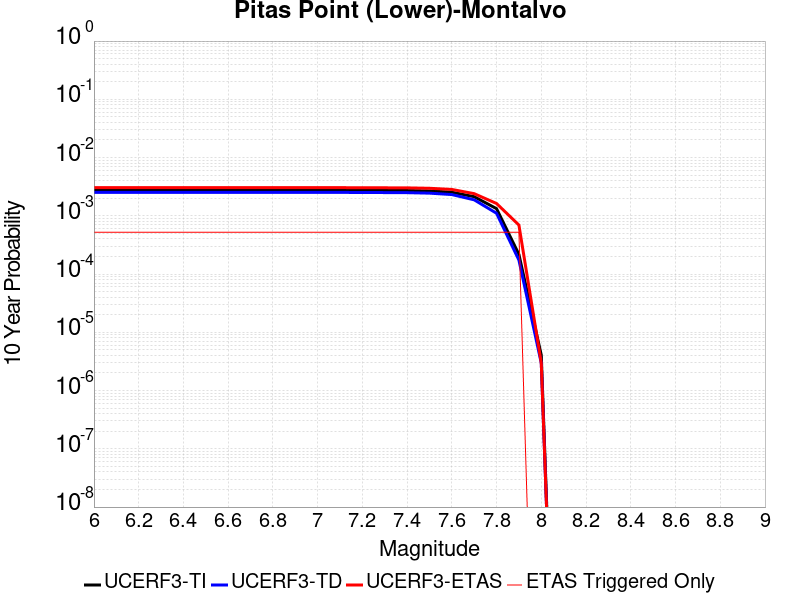 Pitas Point (Lower)-Montalvo
10 Year Probability
10^0
10^-1
10^-2
10^-3
10^-4
10^-5
10^-6
10^-7
10^-8
6 6.2 6.4 6.6 6.8 7 7.2 7.4 7.6 7.8 8 8.2 8.4 8.6 8.8 9
Magnitude
UCERF3-TI UCERF3-TD UCERF3-ETAS ETAS Triggered Only